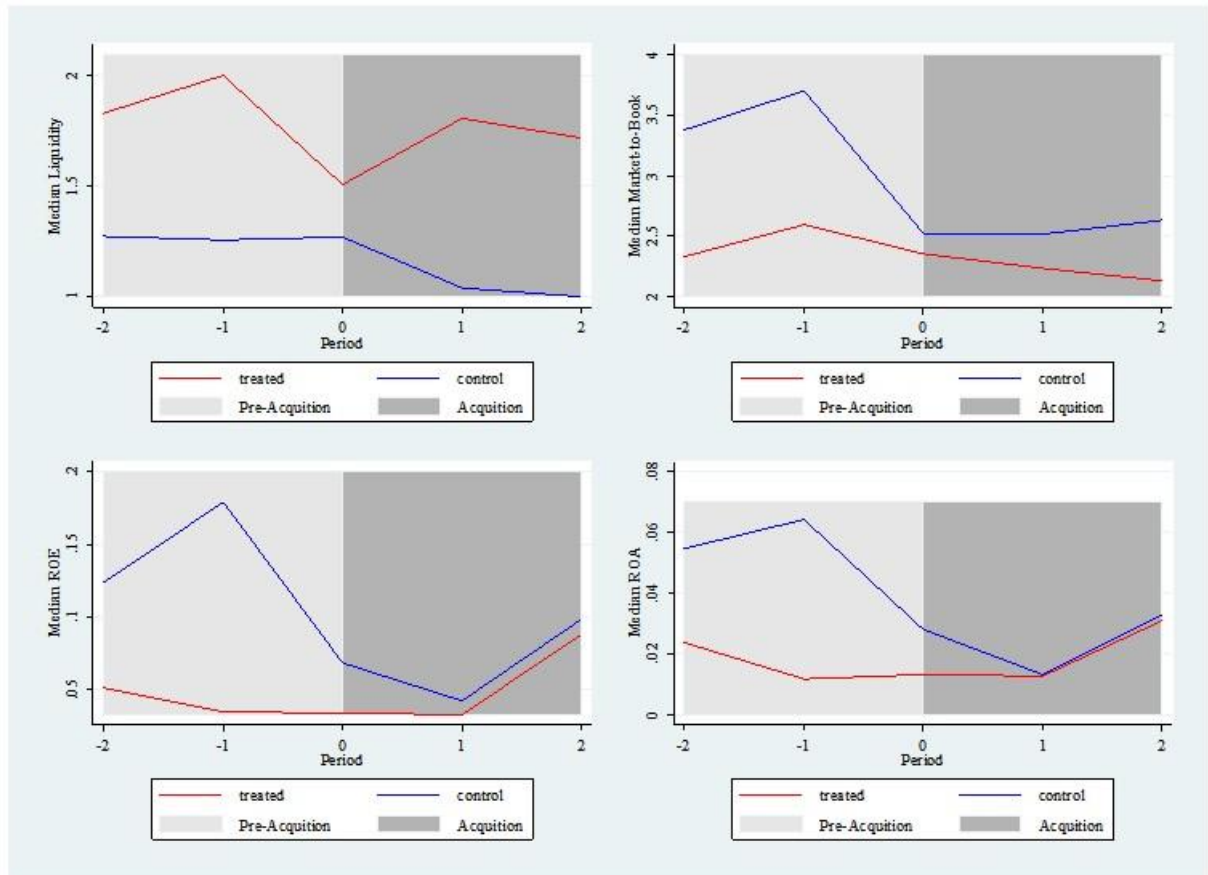 Median Liquidity
2
1.5
1
-2 -1 0 1 2
Period
treated control
Pre-Acquition Acquition
Median Market-to-Book
4
3.5
3
2.5
2
-2 -1 0 1 2
Period
treated control
Pre-Acquition Acquition
Median ROE
.2
.15
.1
.05
-2 -1 0 1 2
Period
treated control
Pre-Acquition Acquition
Median ROA
.08
.06
.04
.02
0
-2 -1 0 1 2
Period
treated control
Pre-Acquition Acquition